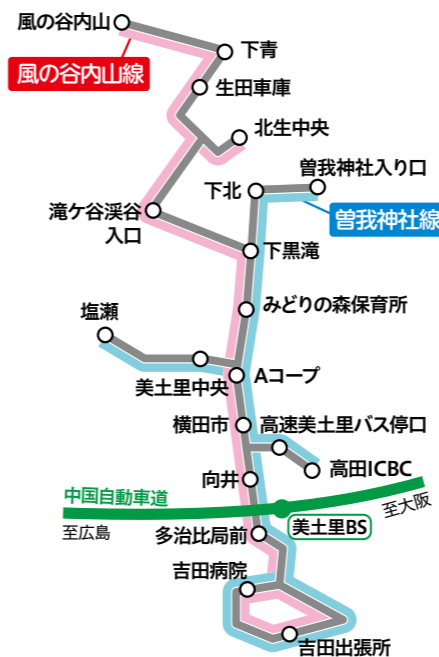 風の谷内山
下青
風の谷内山線
生田車庫
北生中央
曽我神社入り口
下北
滝ケ谷渓谷
入口
曽我神社線
下黒滝
みどりの森保育所
塩瀬
美土里中央
Aコープ
横田市
高速美土里バス停口
高田ICBC
向井
中国自動車道
至大阪
至広島
美土里BS
多治比局前
吉田病院
吉田出張所